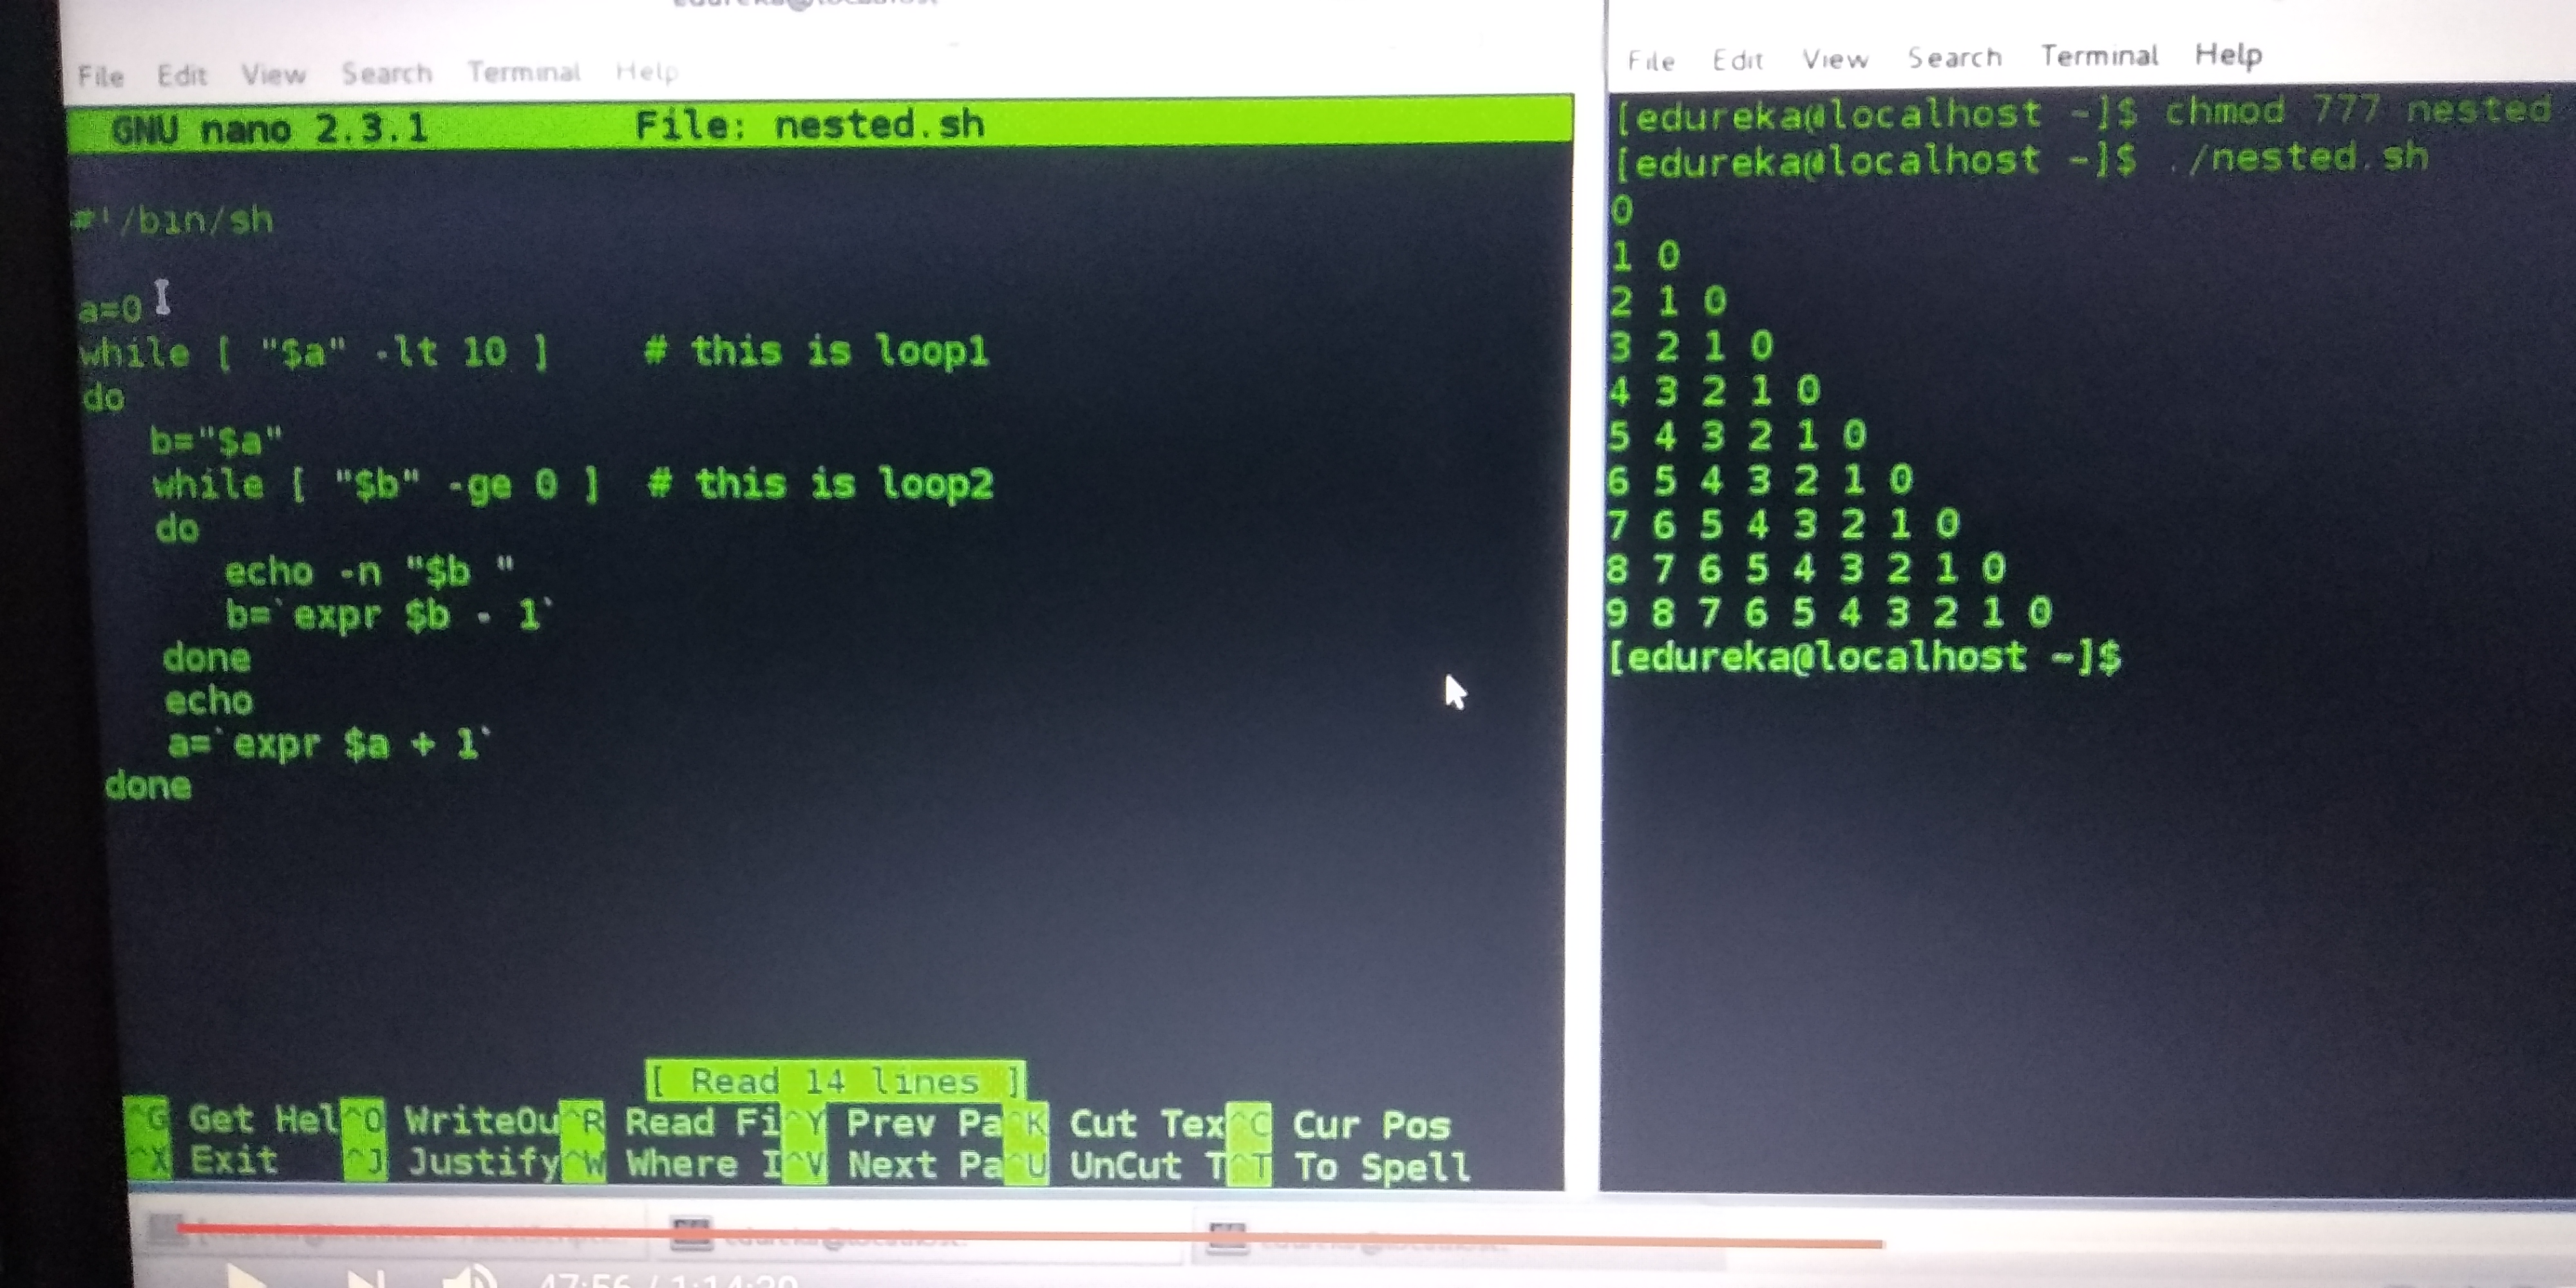 File Edit View Search Terminal Help
GNU nano 2.3.1 File: nested.sh
#!/bin/sh
a=0
while [ "$a" -lt 10 ] # this is loop1
do
b="$a"
while [ "$b" -ge 0 ] # this is loop2
do
echo -n "$b "
b=`expr $b - 1`
done
echo
a=`expr $a + 1`
done
[ Read 14 lines ]
^G Get Hel^O WriteOu^R Read Fi^Y Prev Pa^K Cut Tex^C Cur Pos
^X Exit ^J Justify^W Where I^V Next Pa^U UnCut T^T To Spell
File Edit View Search Terminal Help
[edureka@localhost ~]$ chmod 777 nested
[edureka@localhost ~]$ ./nested.sh
0
1 0
2 1 0
3 2 1 0
4 3 2 1 0
5 4 3 2 1 0
6 5 4 3 2 1 0
7 6 5 4 3 2 1 0
8 7 6 5 4 3 2 1 0
9 8 7 6 5 4 3 2 1 0
[edureka@localhost ~]$
47:56 / 1:14:20